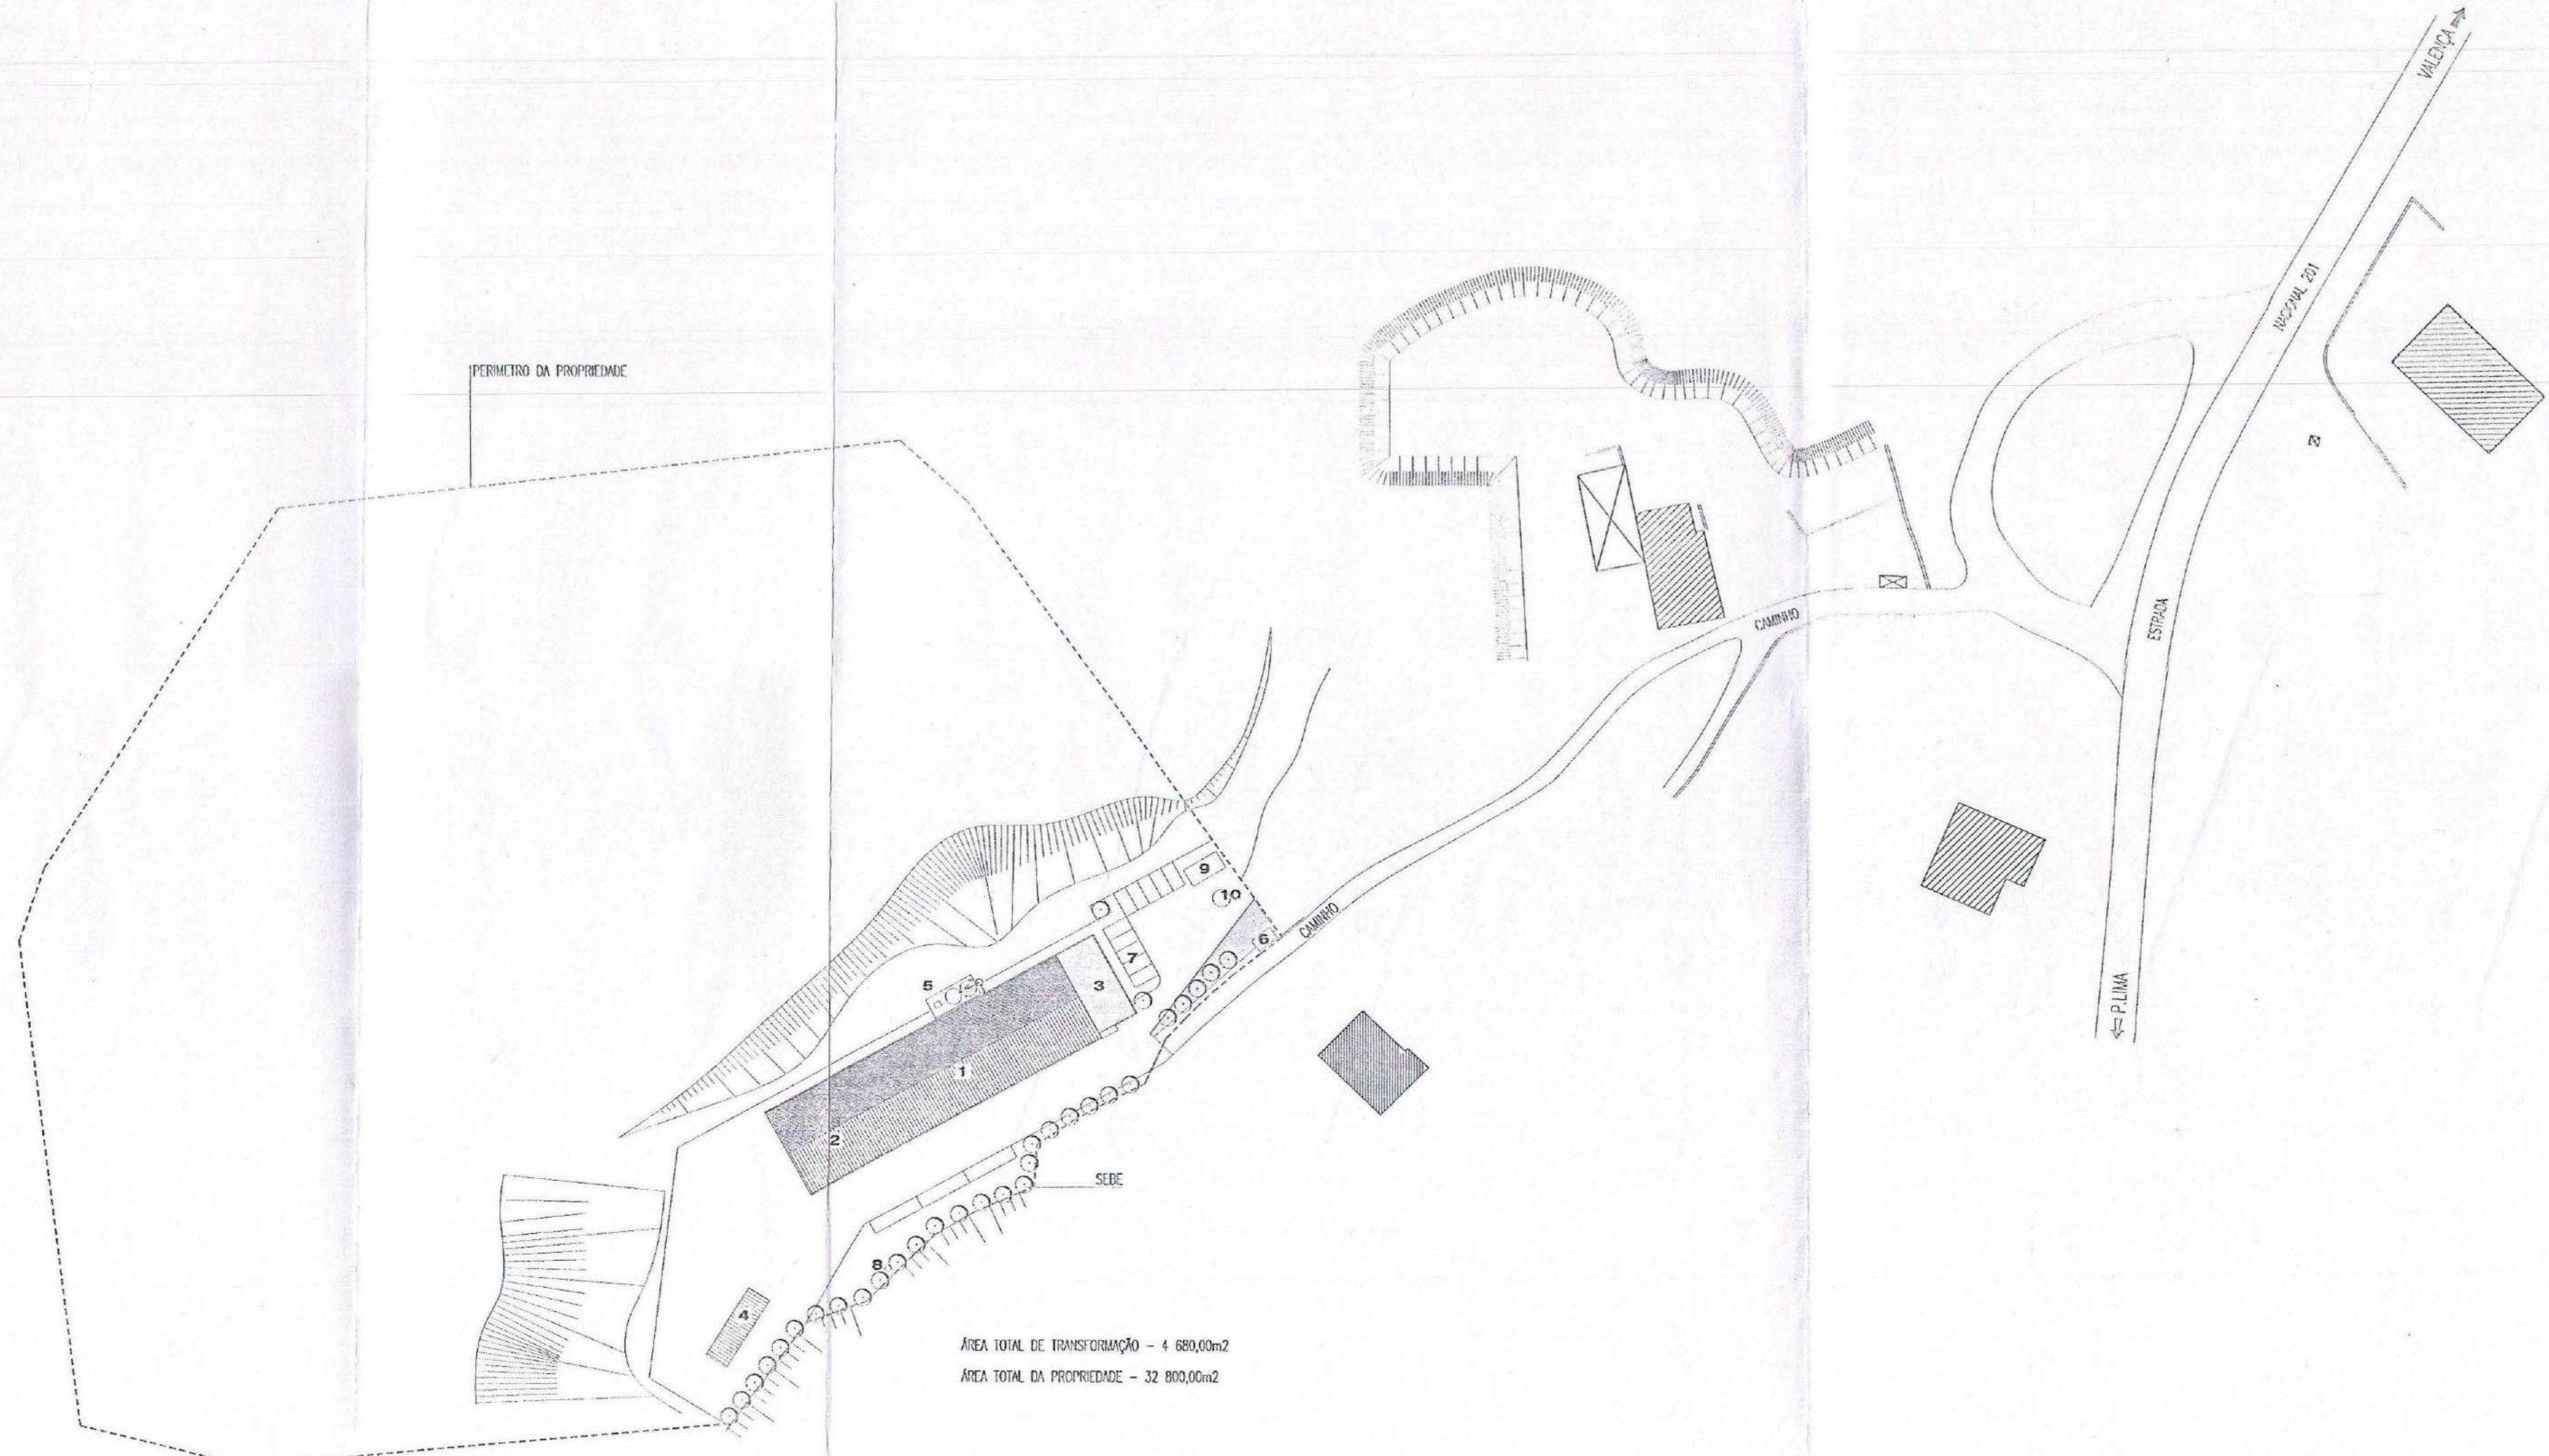 VALENÇA
NACIONAL 201
PERIMETRO DA PROPRIEDADE
CAMINHO
ESTRADA
9
10
CAMINHO
6
7
5
3
P.LIMA
1
2
SEBE
8
4
ÁREA TOTAL DE TRANSFORMAÇÃO - 4 680,00m2
ÁREA TOTAL DA PROPRIEDADE - 32 800,00m2